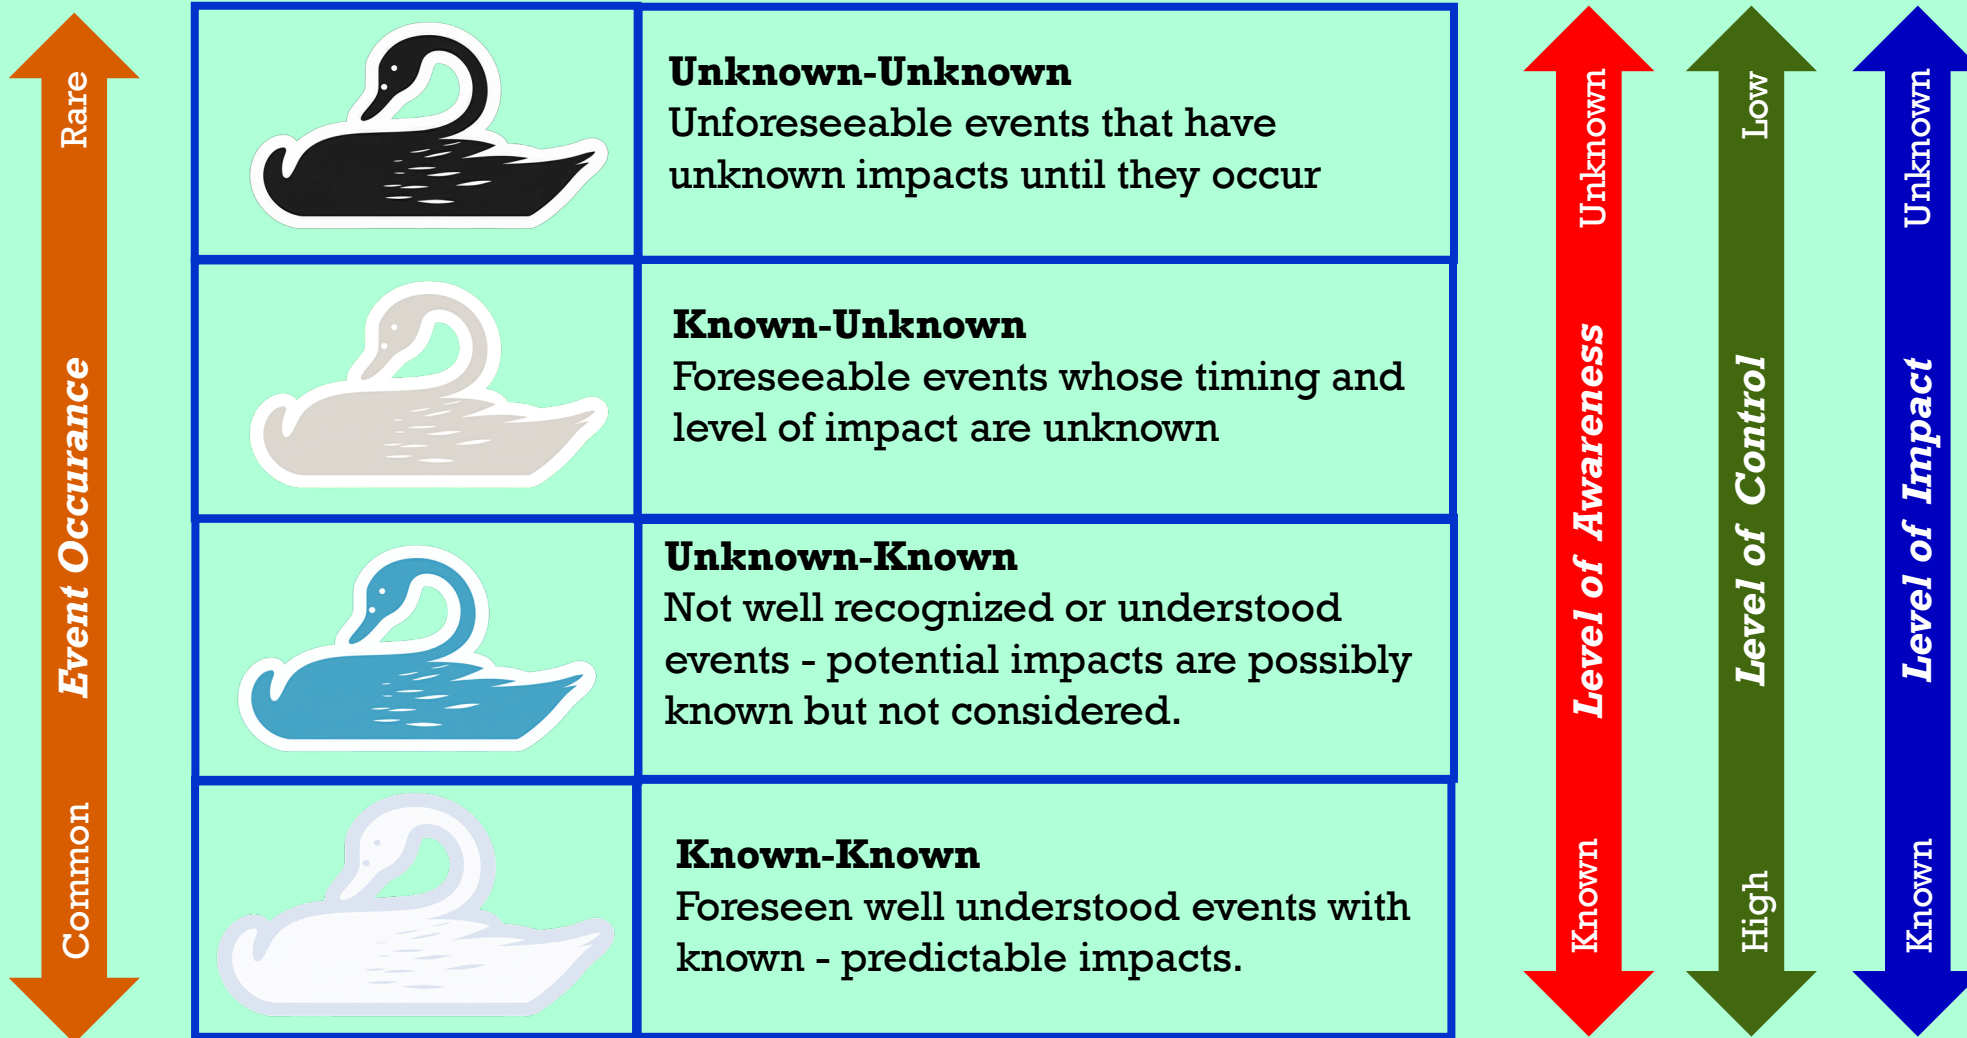 Rare
Event Occurance
Common
Unknown-Unknown
Unforeseeable events that have
unknown impacts until they occur
Known-Unknown
Foreseeable events whose timing and
level of impact are unknown
Unknown-Known
Not well recognized or understood
events - potential impacts are possibly
known but not considered.
Known-Known
Foreseen well understood events with
known - predictable impacts.
Unknown
Level of Awareness
Known
Low
Level of Control
High
Unknown
Level of Impact
Known